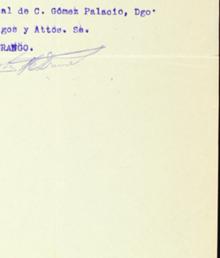 al de C. Gómez Palacio, Dgo.
gos y Attos. Ss.
RANGO.